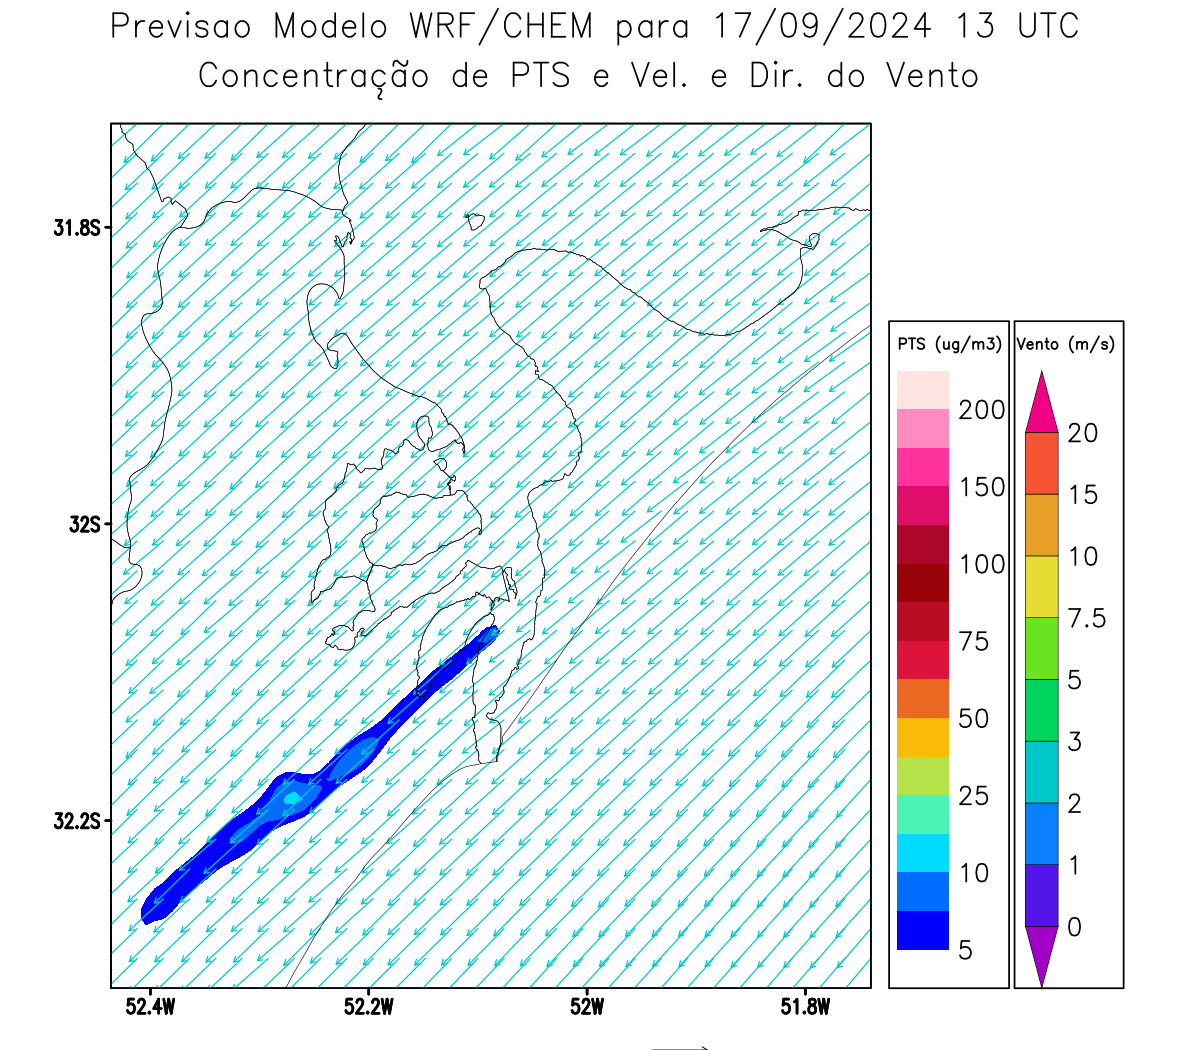 Previsao Modelo WRF/CHEM para 17/09/2024 13 UTC
Concentração de PTS e Vel. e Dir. do Vento
31.8S
32S
32.2S
52.4W
52.2W
52W
51.8W
PTS (ug/m3)
200
150
100
75
50
25
10
5
Vento (m/s)
20
15
10
7.5
5
3
2
1
0